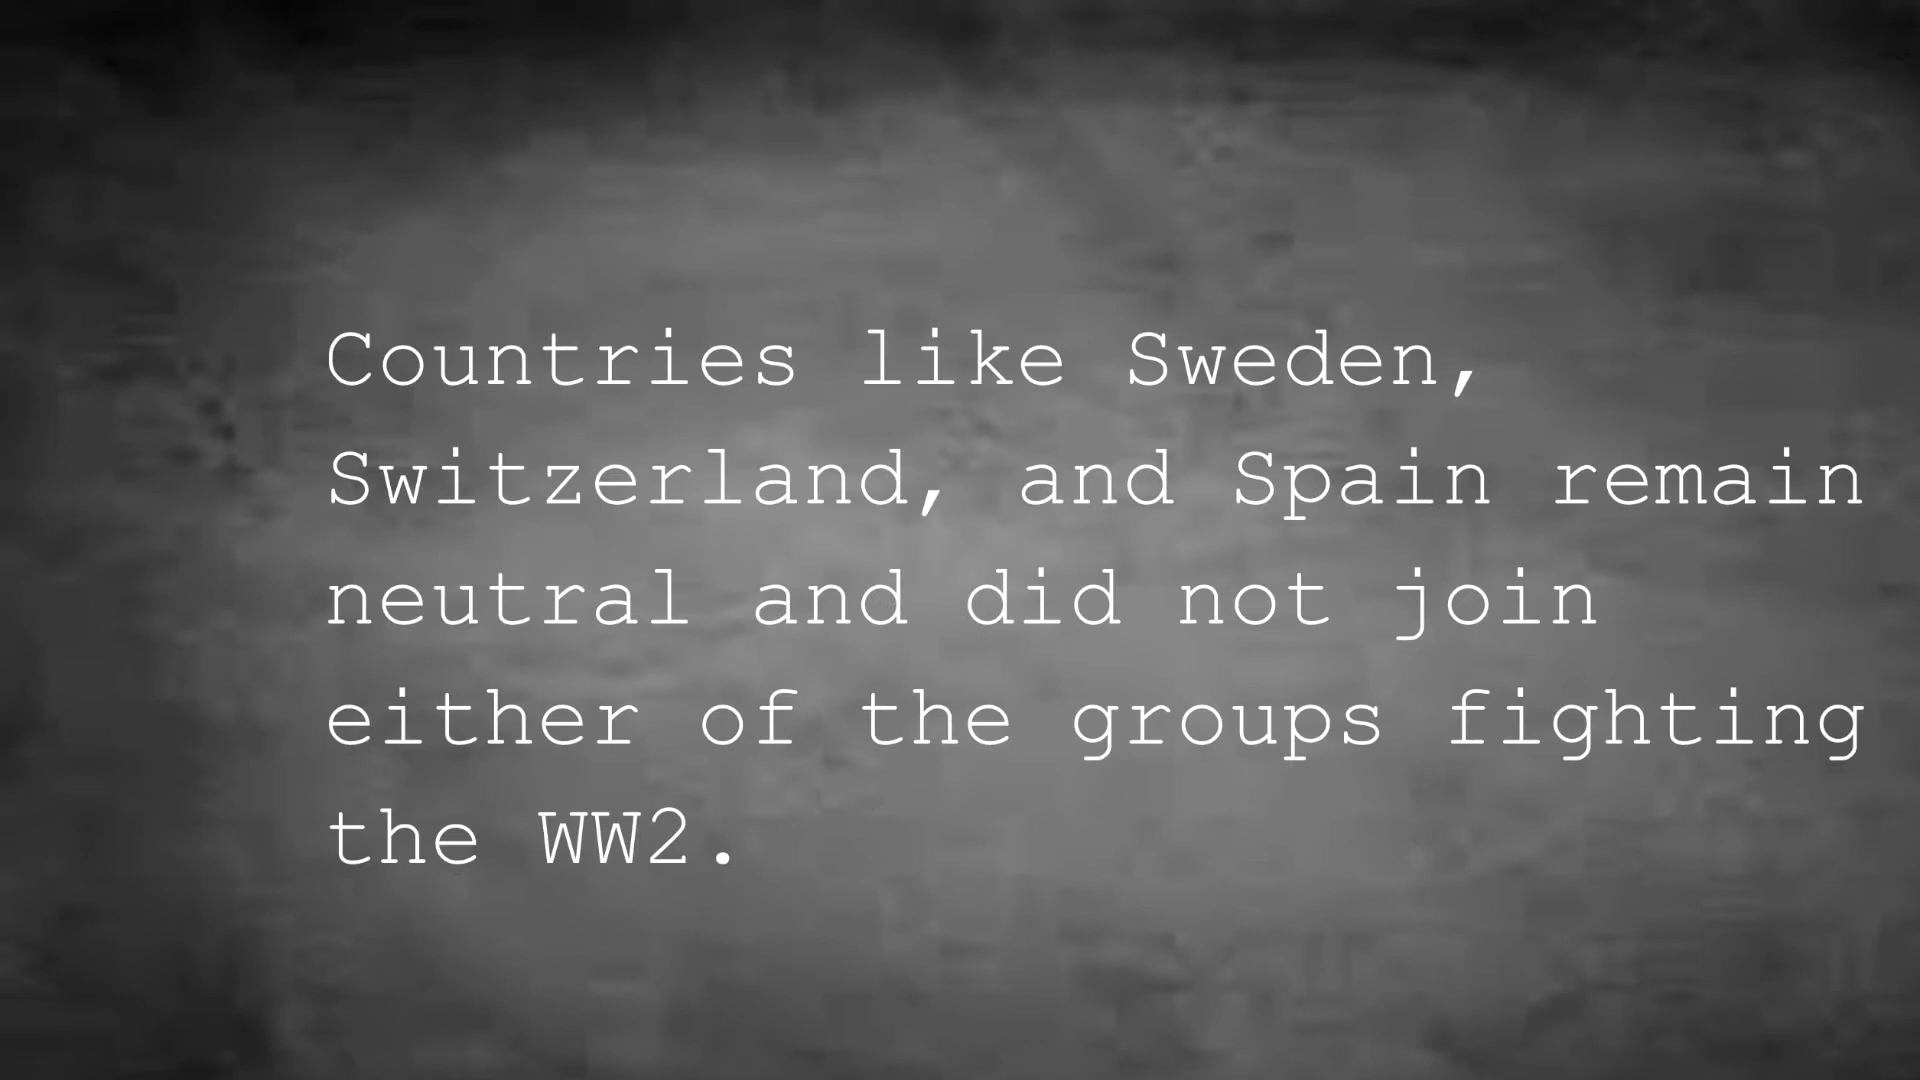 Countries like Sweden,
Switzerland, and Spain remain
neutral and did not join
either of the groups fighting
the WW2.